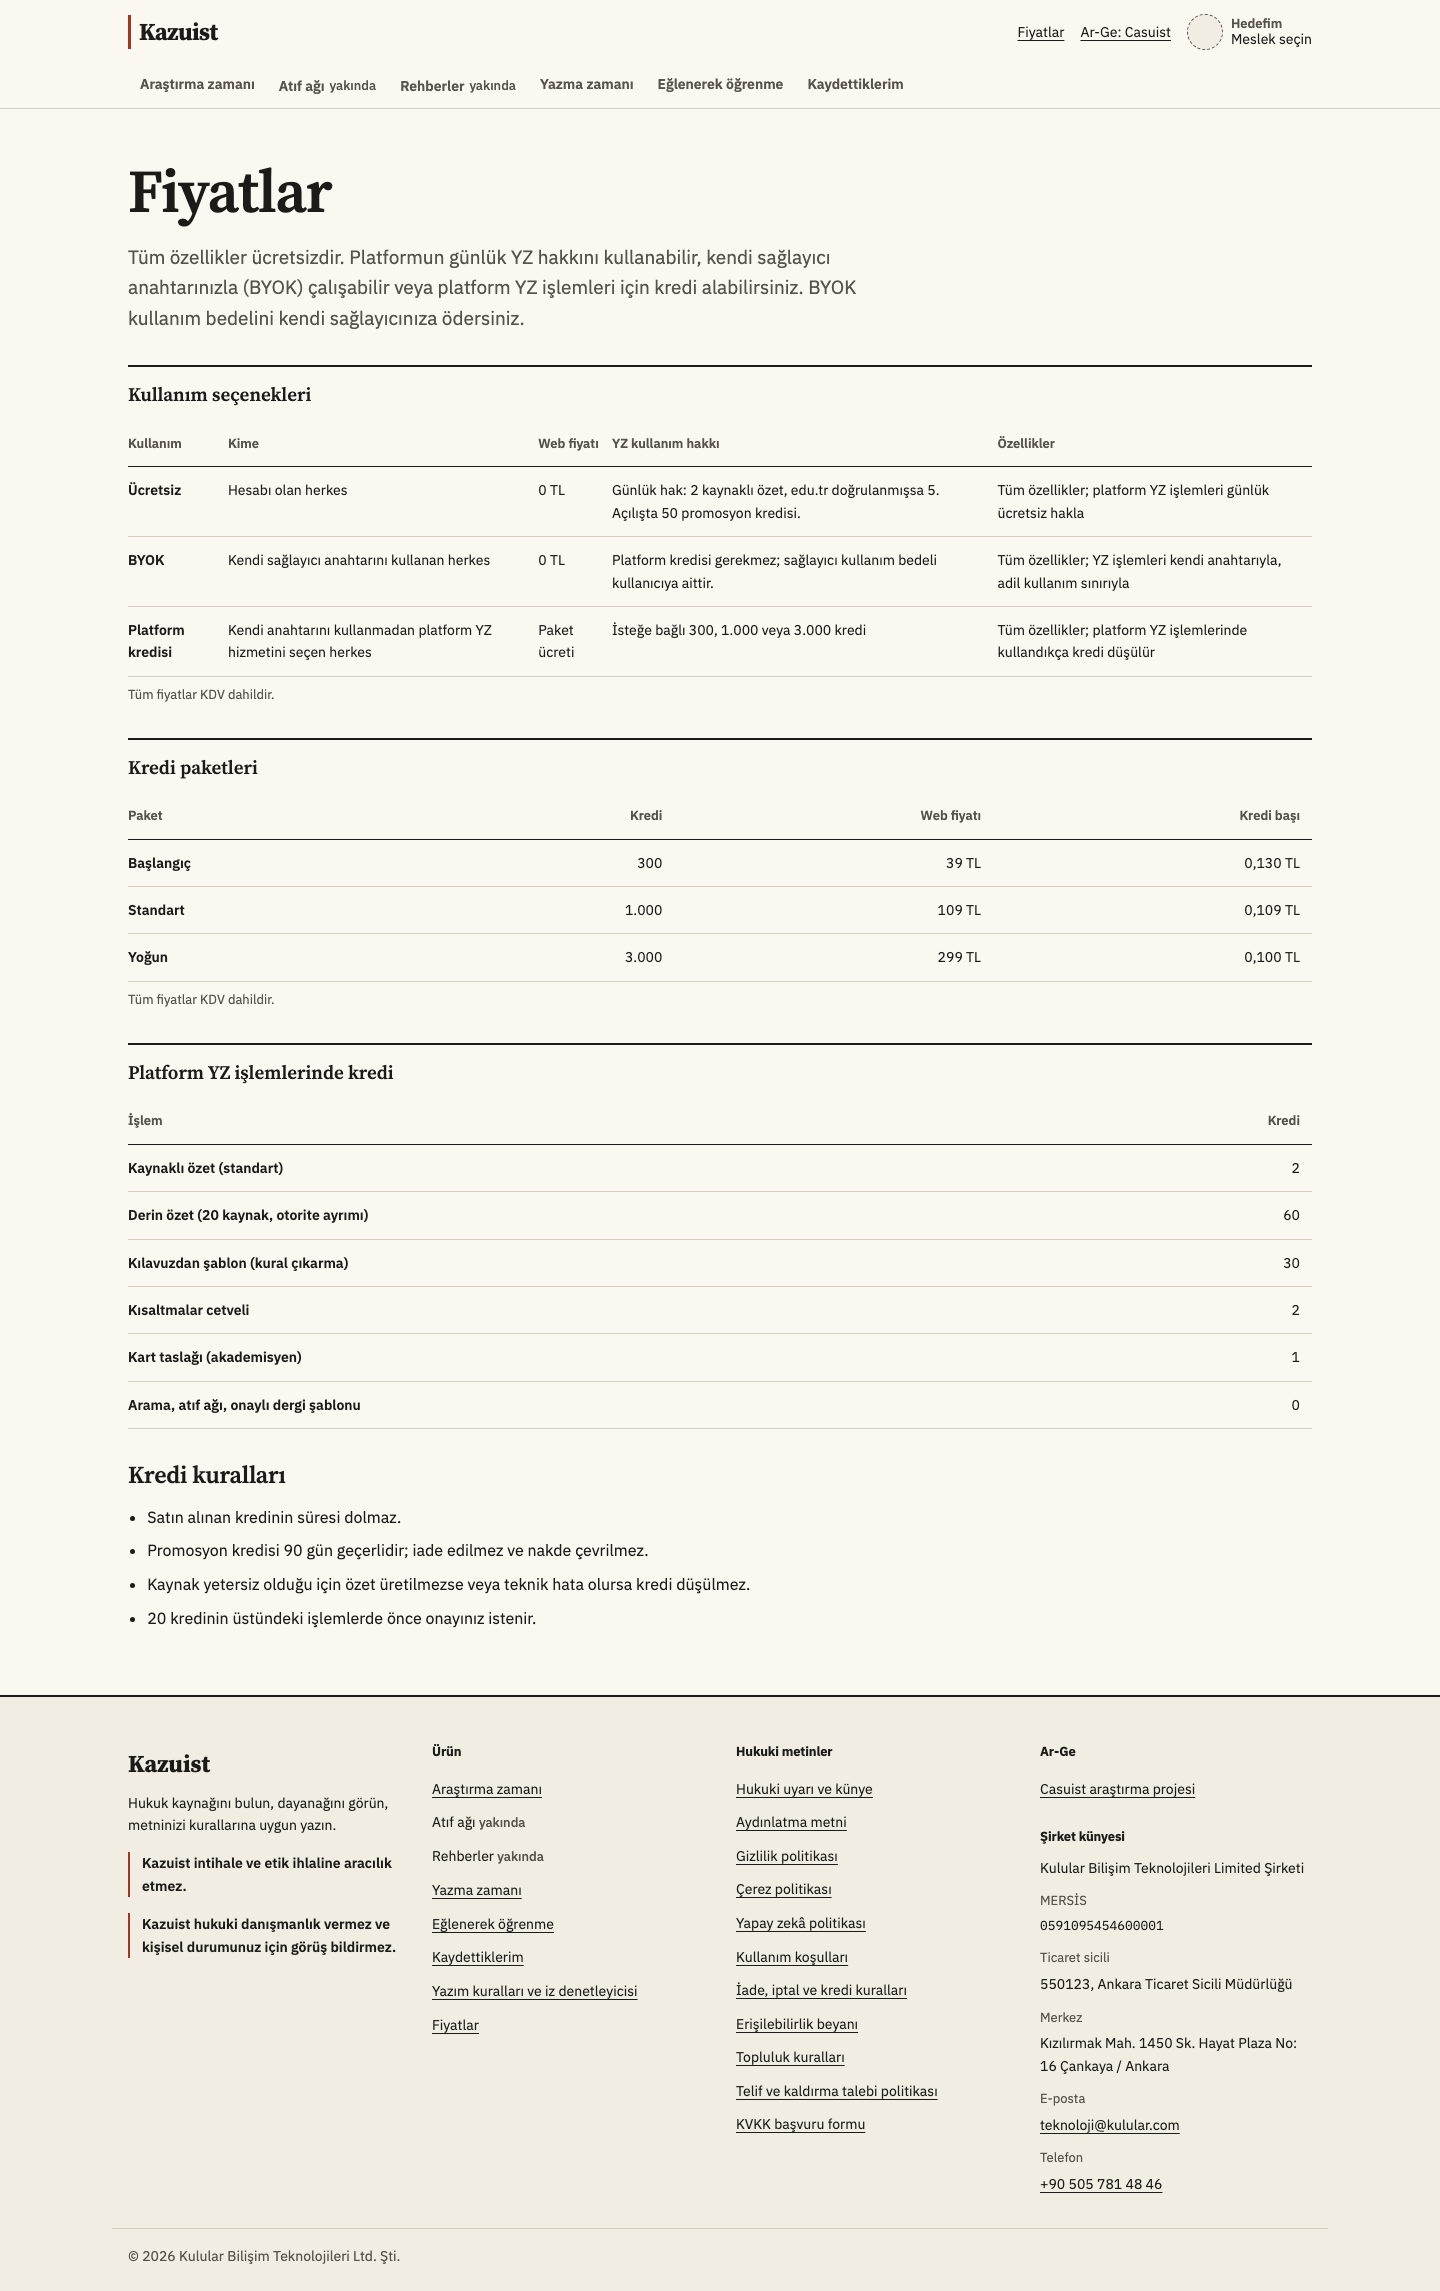 Kazuist
Fiyatlar
Ar-Ge: Casuist
Hedefim
Meslek seçin
Araştırma zamanı
Atıf ağı yakında
Rehberler yakında
Yazma zamanı
Eğlenerek öğrenme
Kaydettiklerim
Fiyatlar
Tüm özellikler ücretsizdir. Platformun günlük YZ hakkını kullanabilir, kendi sağlayıcı
anahtarınızla (BYOK) çalışabilir veya platform YZ işlemleri için kredi alabilirsiniz. BYOK
kullanım bedelini kendi sağlayıcınıza ödersiniz.
Kullanım seçenekleri
Kullanım Kime Web fiyatı YZ kullanım hakkı Özellikler
Ücretsiz Hesabı olan herkes 0 TL Günlük hak: 2 kaynaklı özet, edu.tr doğrulanmışsa 5. Tüm özellikler; platform YZ işlemleri günlük
Açılışta 50 promosyon kredisi. ücretsiz hakla
BYOK Kendi sağlayıcı anahtarını kullanan herkes 0 TL Platform kredisi gerekmez; sağlayıcı kullanım bedeli Tüm özellikler; YZ işlemleri kendi anahtarıyla,
kullanıcıya aittir. adil kullanım sınırıyla
Platform Kendi anahtarını kullanmadan platform YZ Paket İsteğe bağlı 300, 1.000 veya 3.000 kredi Tüm özellikler; platform YZ işlemlerinde
kredisi hizmetini seçen herkes ücreti kullandıkça kredi düşülür
Tüm fiyatlar KDV dahildir.
Kredi paketleri
Paket Kredi Web fiyatı Kredi başı
Başlangıç 300 39 TL 0,130 TL
Standart 1.000 109 TL 0,109 TL
Yoğun 3.000 299 TL 0,100 TL
Tüm fiyatlar KDV dahildir.
Platform YZ işlemlerinde kredi
İşlem Kredi
Kaynaklı özet (standart) 2
Derin özet (20 kaynak, otorite ayrımı) 60
Kılavuzdan şablon (kural çıkarma) 30
Kısaltmalar cetveli 2
Kart taslağı (akademisyen) 1
Arama, atıf ağı, onaylı dergi şablonu 0
Kredi kuralları
• Satın alınan kredinin süresi dolmaz.
• Promosyon kredisi 90 gün geçerlidir; iade edilmez ve nakde çevrilmez.
• Kaynak yetersiz olduğu için özet üretilmezse veya teknik hata olursa kredi düşülmez.
• 20 kredinin üstündeki işlemlerde önce onayınız istenir.
Kazuist
Hukuk kaynağını bulun, dayanağını görün,
metninizi kurallarına uygun yazın.
Kazuist intihale ve etik ihlaline aracılık
etmez.
Kazuist hukuki danışmanlık vermez ve
kişisel durumunuz için görüş bildirmez.
Ürün
Araştırma zamanı
Atıf ağı yakında
Rehberler yakında
Yazma zamanı
Eğlenerek öğrenme
Kaydettiklerim
Yazım kuralları ve iz denetleyicisi
Fiyatlar
Hukuki metinler
Hukuki uyarı ve künye
Aydınlatma metni
Gizlilik politikası
Çerez politikası
Yapay zekâ politikası
Kullanım koşulları
İade, iptal ve kredi kuralları
Erişilebilirlik beyanı
Topluluk kuralları
Telif ve kaldırma talebi politikası
KVKK başvuru formu
Ar-Ge
Casuist araştırma projesi
Şirket künyesi
Kulular Bilişim Teknolojileri Limited Şirketi
MERSİS
0591095454600001
Ticaret sicili
550123, Ankara Ticaret Sicili Müdürlüğü
Merkez
Kızılırmak Mah. 1450 Sk. Hayat Plaza No:
16 Çankaya / Ankara
E-posta
teknoloji@kulular.com
Telefon
+90 505 781 48 46
© 2026 Kulular Bilişim Teknolojileri Ltd. Şti.